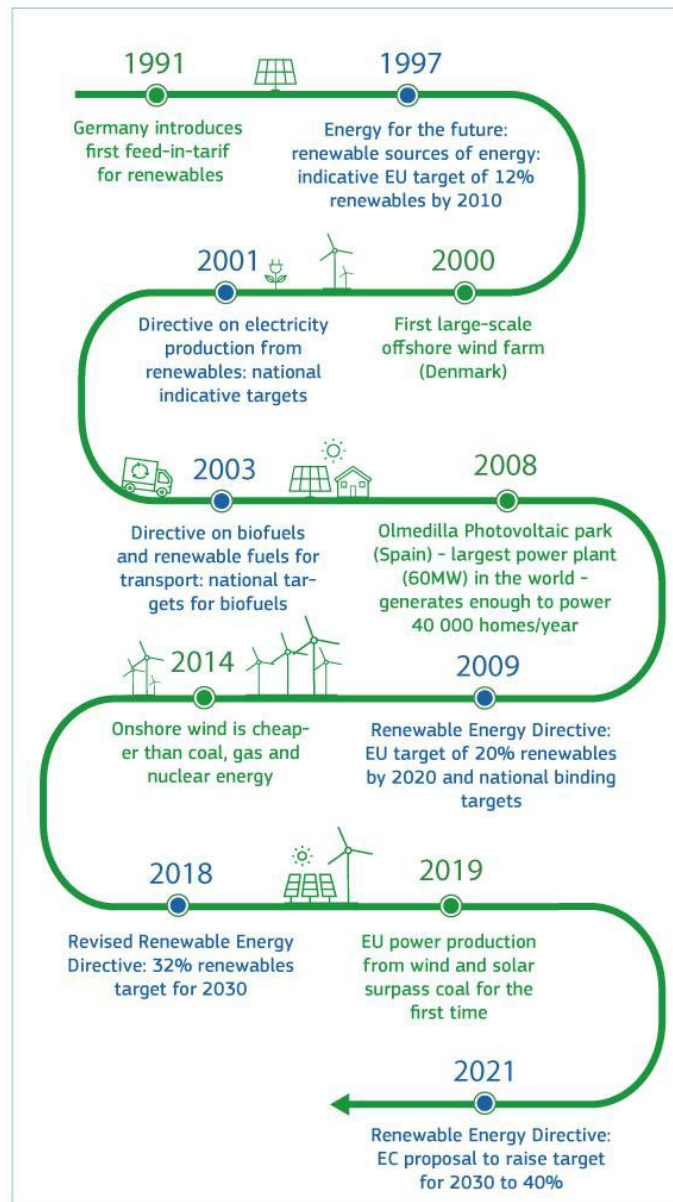 1991
Germany introduces
first feed-in-tarif
for renewables
1997
Energy for the future:
renewable sources of energy:
indicative EU target of 12%
renewables by 2010
2000
First large-scale
offshore wind farm
(Denmark)
2001
Directive on electricity
production from
renewables: national
indicative targets
2003
Directive on biofuels
and renewable fuels for
transport: national tar-
gets for biofuels
2008
Olmedilla Photovoltaic park
(Spain) - largest power plant
(60MW) in the world -
generates enough to power
40 000 homes/year
2009
Renewable Energy Directive:
EU target of 20% renewables
by 2020 and national binding
targets
2014
Onshore wind is cheap-
er than coal, gas and
nuclear energy
2018
Revised Renewable Energy
Directive: 32% renewables
target for 2030
2019
EU power production
from wind and solar
surpass coal for the
first time
2021
Renewable Energy Directive:
EC proposal to raise target
for 2030 to 40%